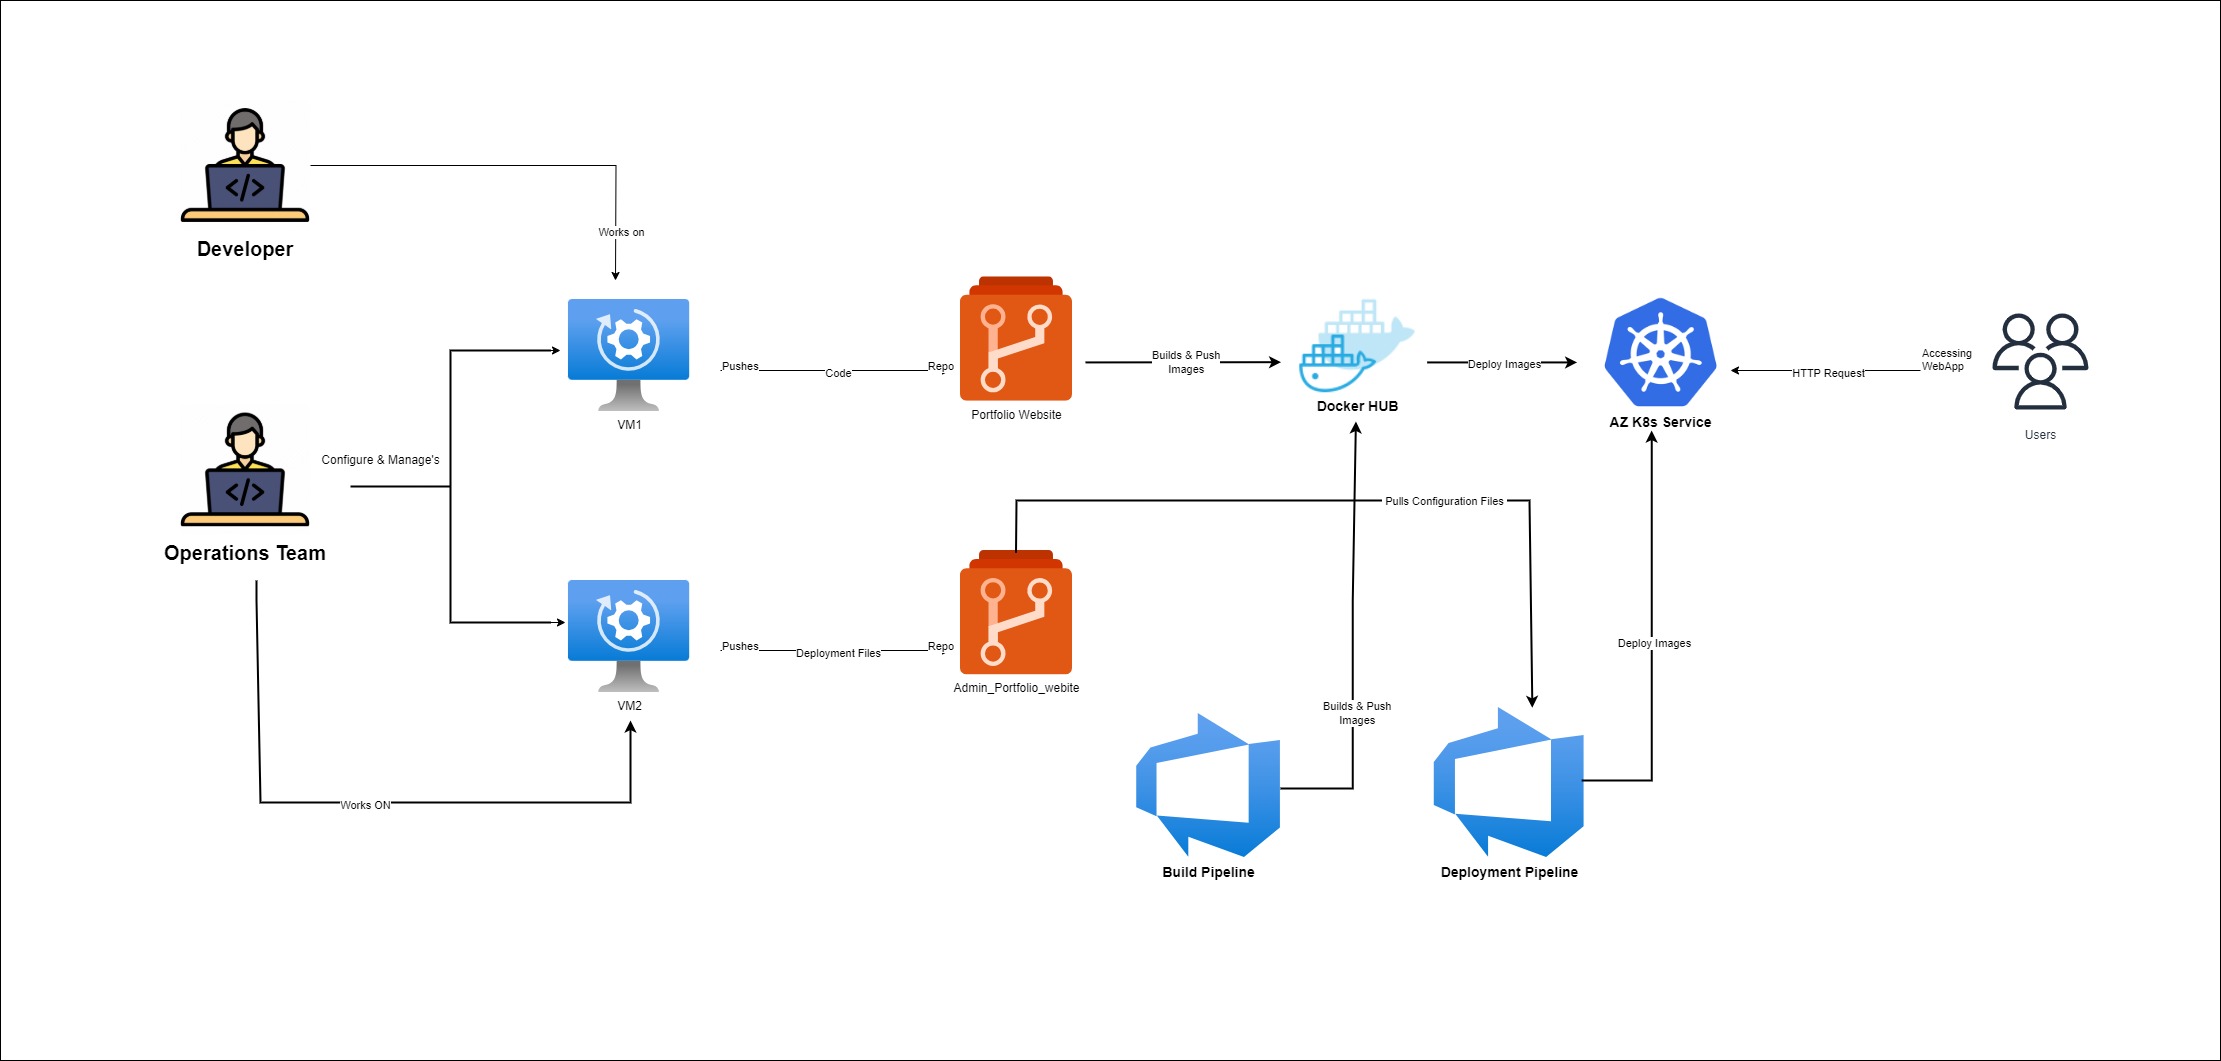 Developer
Works on
VM1
Pushes
Code
Repo
Portfolio Website
Builds & Push
Images
Docker HUB
Deploy Images
AZ K8s Service
HTTP Request
Accessing
WebApp
Users
Configure & Manage's
Operations Team
Works ON
VM2
Pushes
Deployment Files
Repo
Admin_Portfolio_webite
Pulls Configuration Files
Builds & Push
Images
Deploy Images
Build Pipeline
Deployment Pipeline